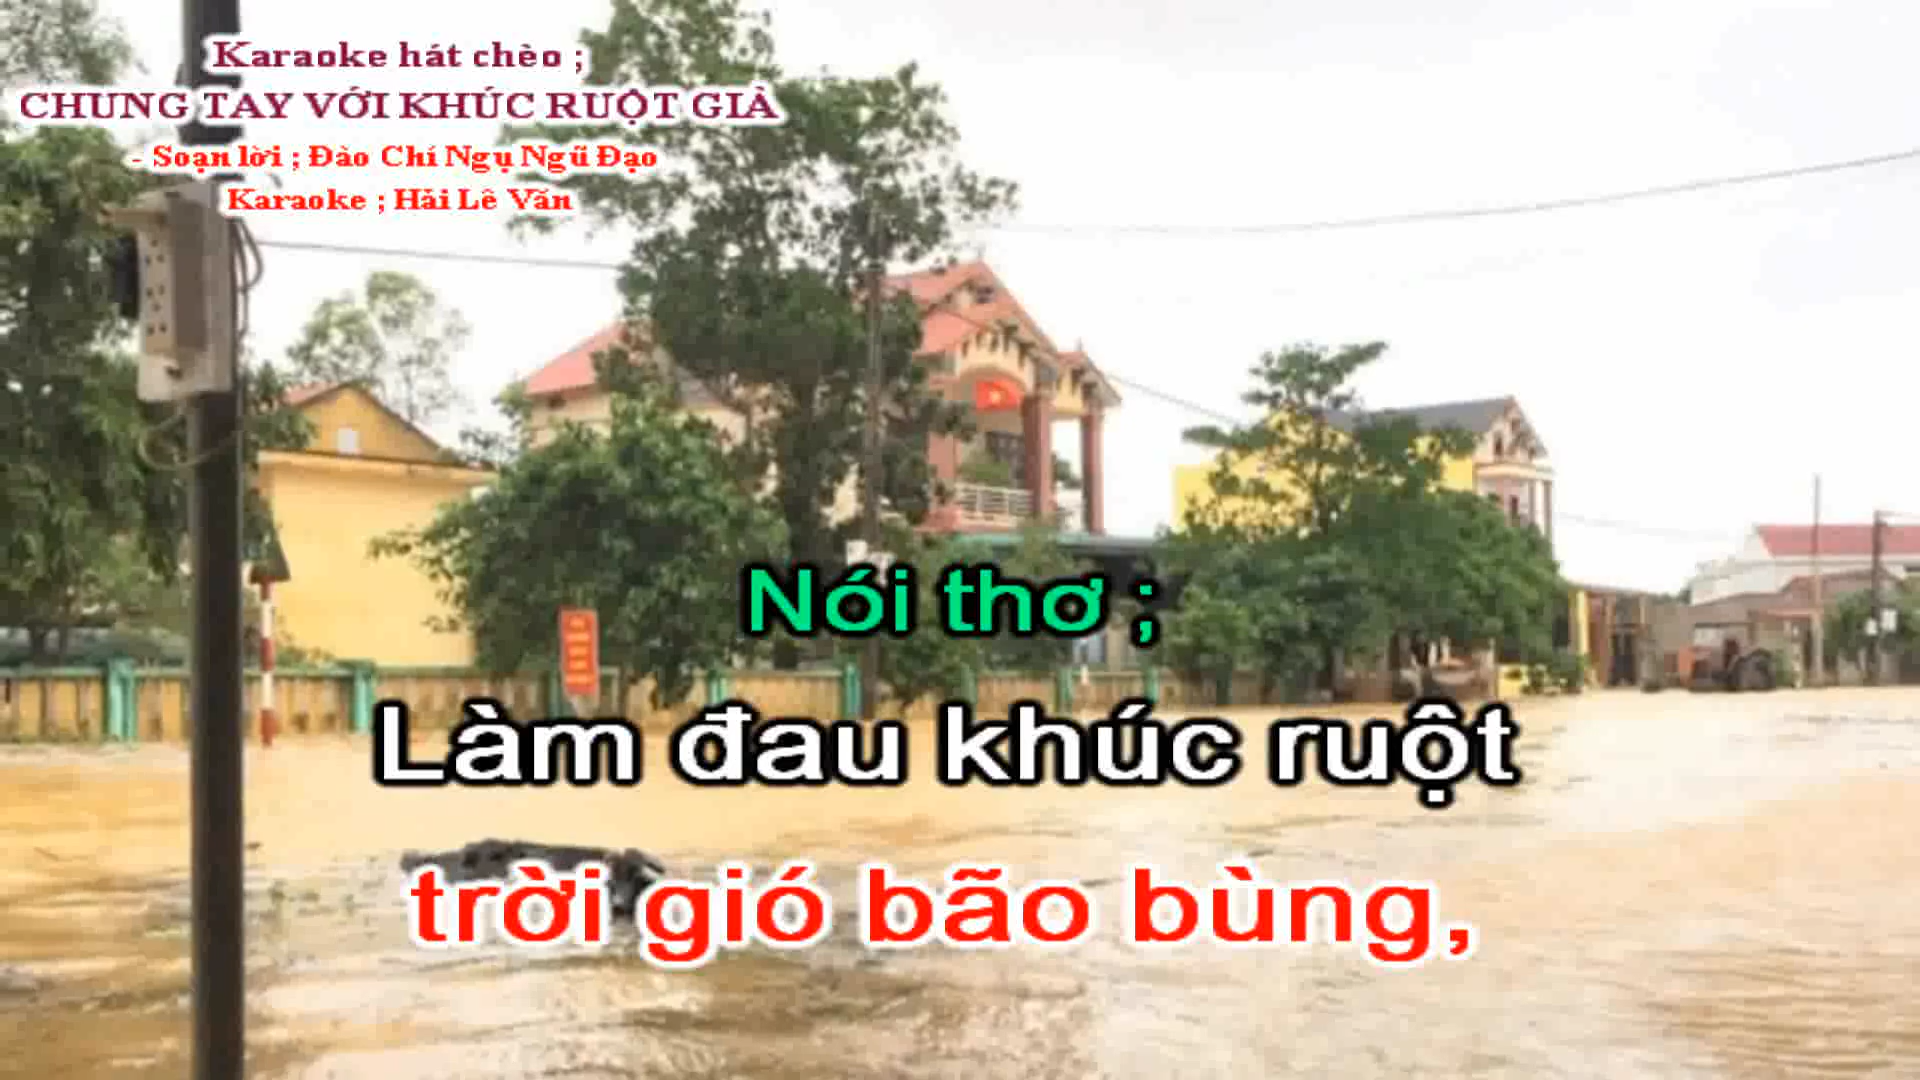 Karaoke hát chèo ;
CHUNG TAY VỚI KHÚC RUỘT GIÀ
- Soạn lời ; Đào Chí Ngụ Ngũ Đạo
Karaoke ; Hải Lê Văn
Nói thơ ;
Làm đau khúc ruột
trời gió bão bùng,